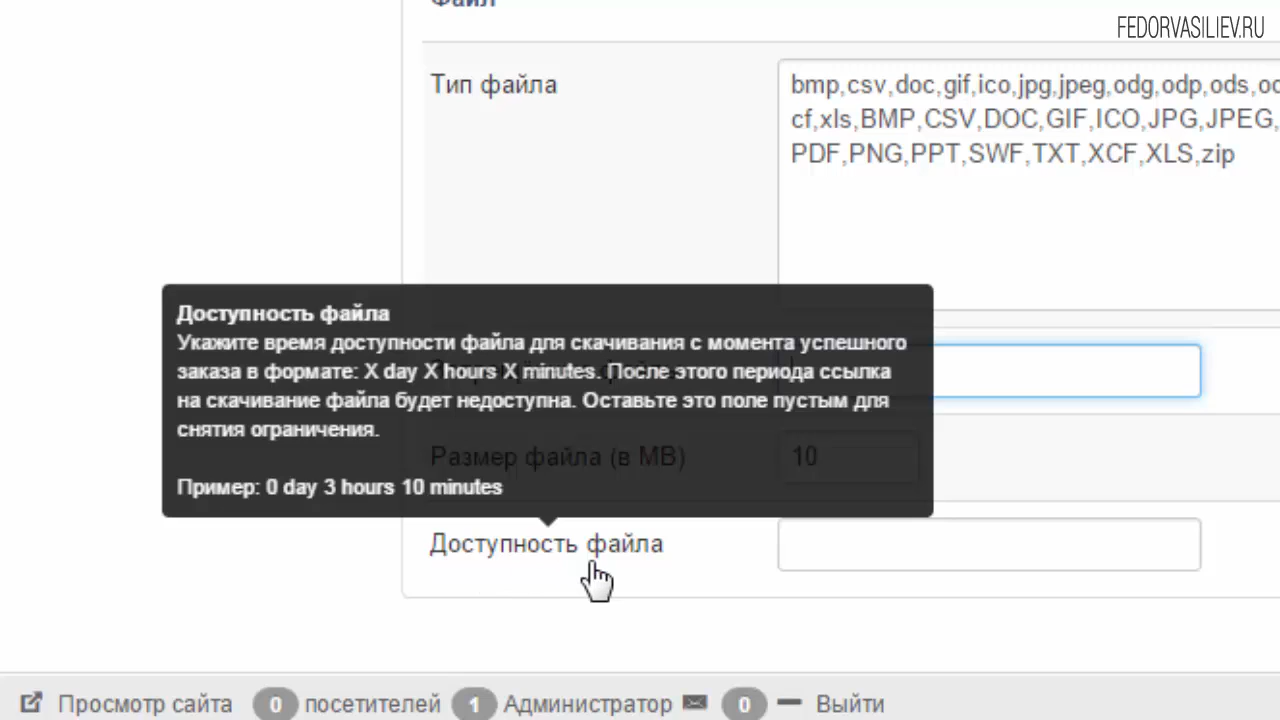 Файл
FEDORVASILIEV.RU
Тип файла
bmp,csv,doc,gif,ico,jpg,jpeg,odg,odp,ods,
cf,xls,BMP,CSV,DOC,GIF,ICO,JPG,JPEG,
PDF,PNG,PPT,SWF,TXT,XCF,XLS,zip
Доступность файла
Укажите время доступности файла для скачивания с момента успешного
заказа в формате: X day X hours X minutes. После этого периода ссылка
на скачивание файла будет недоступна. Оставьте это поле пустым для
снятия ограничения.
Размер файла (в MB)
10
Пример: 0 day 3 hours 10 minutes
Доступность файла
Просмотр сайта 0 посетителей 1 Администратор 0 Выйти